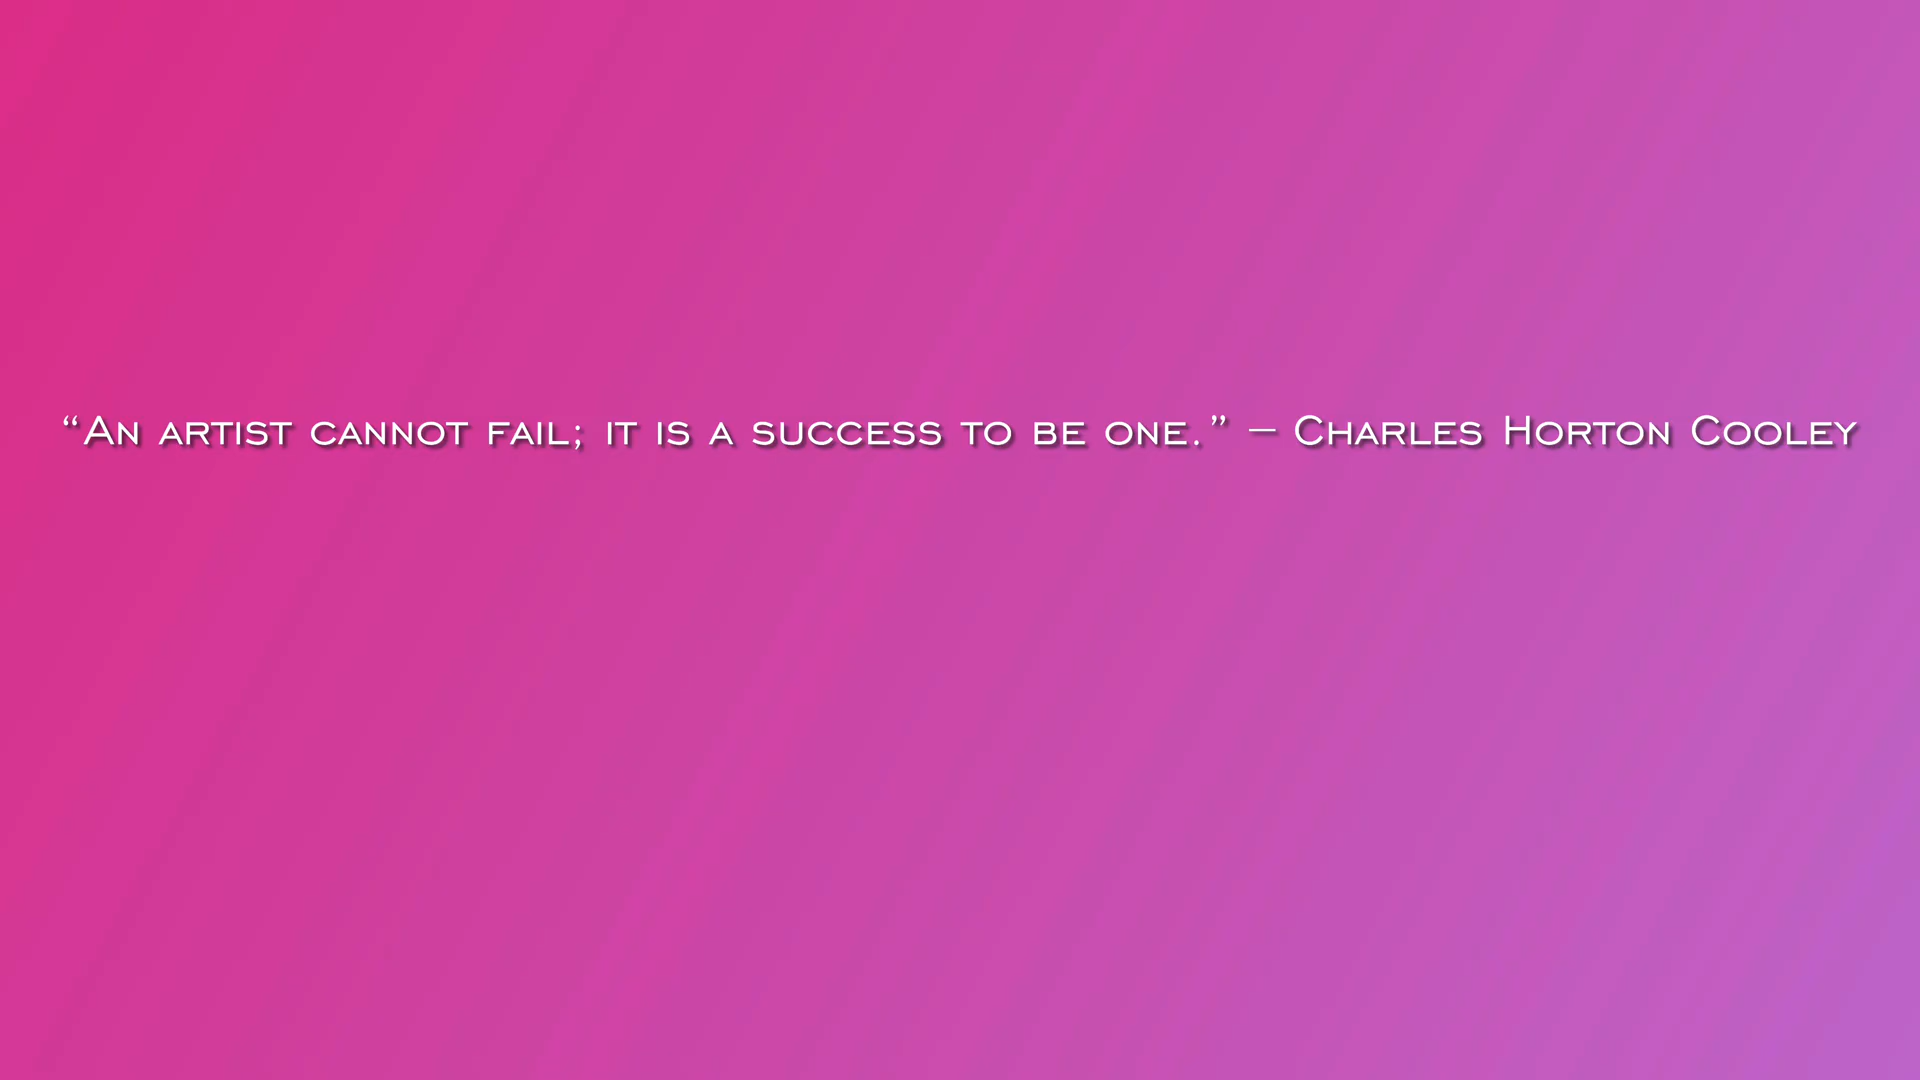 “An artist cannot fail; it is a success to be one.” – Charles Horton Cooley